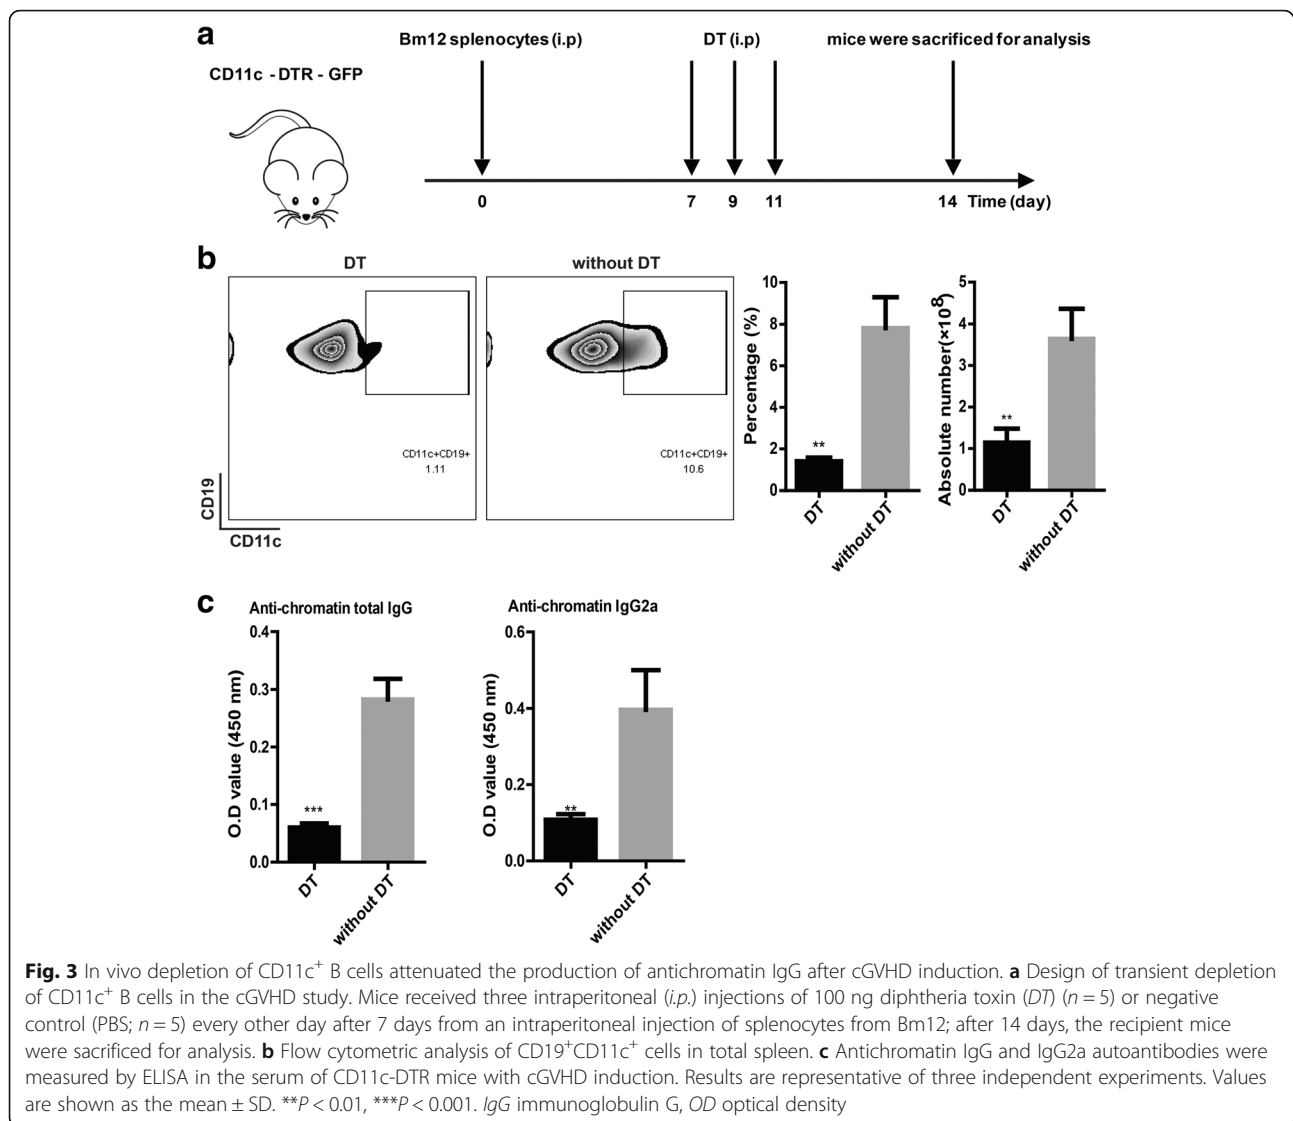 a
Bm12 splenocytes (i.p)
DT (i.p)
mice were sacrificed for analysis
CD11c - DTR - GFP
0
7
9
11
14
Time (day)
b
DT
without DT
CD11c+CD19+
1.11
CD11c+CD19+
10.6
CD19
CD11c
Percentage (%)
10
8
6
4
2
0
**
DT
without DT
Absolute number(×10⁸)
5
4
3
2
1
0
**
DT
without DT
c
Anti-chromatin total IgG
O.D value (450 nm)
0.4
0.3
0.2
0.1
0.0
***
DT
without DT
Anti-chromatin IgG2a
O.D value (450 nm)
0.6
0.4
0.2
0.0
**
DT
without DT
Fig. 3 In vivo depletion of CD11c⁺ B cells attenuated the production of antichromatin IgG after cGVHD induction. a Design of transient depletion
of CD11c⁺ B cells in the cGVHD study. Mice received three intraperitoneal (i.p.) injections of 100 ng diphtheria toxin (DT) (n = 5) or negative
control (PBS; n = 5) every other day after 7 days from an intraperitoneal injection of splenocytes from Bm12; after 14 days, the recipient mice
were sacrificed for analysis. b Flow cytometric analysis of CD19⁺CD11c⁺ cells in total spleen. c Antichromatin IgG and IgG2a autoantibodies were
measured by ELISA in the serum of CD11c-DTR mice with cGVHD induction. Results are representative of three independent experiments. Values
are shown as the mean ± SD. **P < 0.01, ***P < 0.001. IgG immunoglobulin G, OD optical density